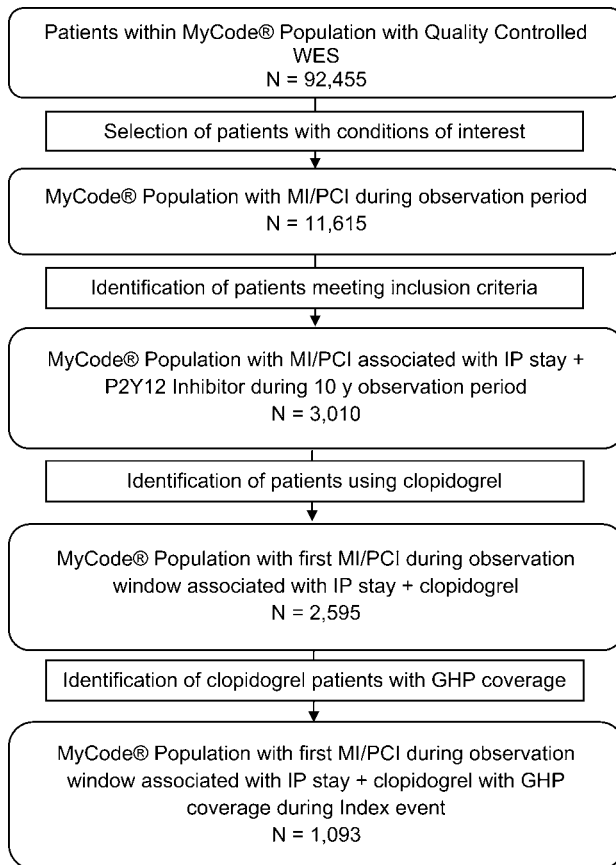 Patients within MyCode® Population with Quality Controlled
WES
N = 92,455
Selection of patients with conditions of interest
MyCode® Population with MI/PCI during observation period
N = 11,615
Identification of patients meeting inclusion criteria
MyCode® Population with MI/PCI associated with IP stay +
P2Y12 Inhibitor during 10 y observation period
N = 3,010
Identification of patients using clopidogrel
MyCode® Population with first MI/PCI during observation
window associated with IP stay + clopidogrel
N = 2,595
Identification of clopidogrel patients with GHP coverage
MyCode® Population with first MI/PCI during observation
window associated with IP stay + clopidogrel with GHP
coverage during Index event
N = 1,093